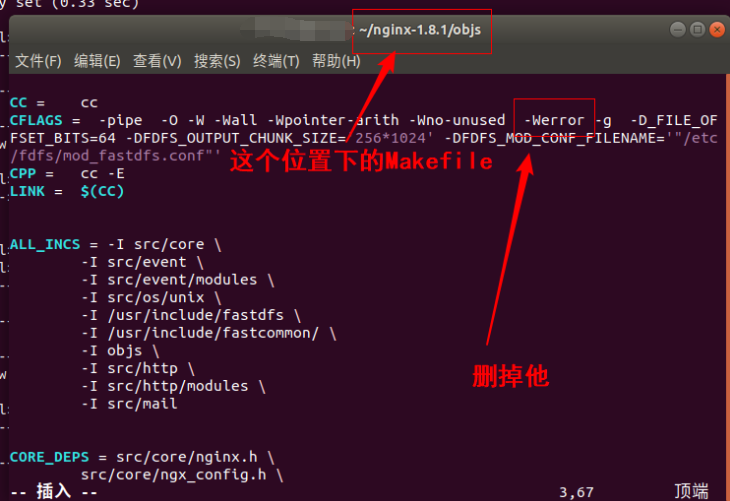 y set (0.33 sec)
: ~/nginx-1.8.1/objs
文件(F) 编辑(E) 查看(V) 搜索(S) 终端(T) 帮助(H)
CC =    cc
CFLAGS =  -pipe  -O -W -Wall -Wpointer-arith -Wno-unused  -Werror -g  -D_FILE_OF
FSET_BITS=64 -DFDFS_OUTPUT_CHUNK_SIZE='256*1024' -DFDFS_MOD_CONF_FILENAME='"/etc
/fdfs/mod_fastdfs.conf"'
这个位置下的Makefile
CPP =   cc -E
LINK =  $(CC)
ALL_INCS = -I src/core \
-I src/event \
-I src/event/modules \
-I src/os/unix \
-I /usr/include/fastdfs \
-I /usr/include/fastcommon/ \
-I objs \
-I src/http \
-I src/http/modules \
-I src/mail
删掉他
CORE_DEPS = src/core/nginx.h \
src/core/ngx_config.h \
-- 插入 --
3,67
顶端